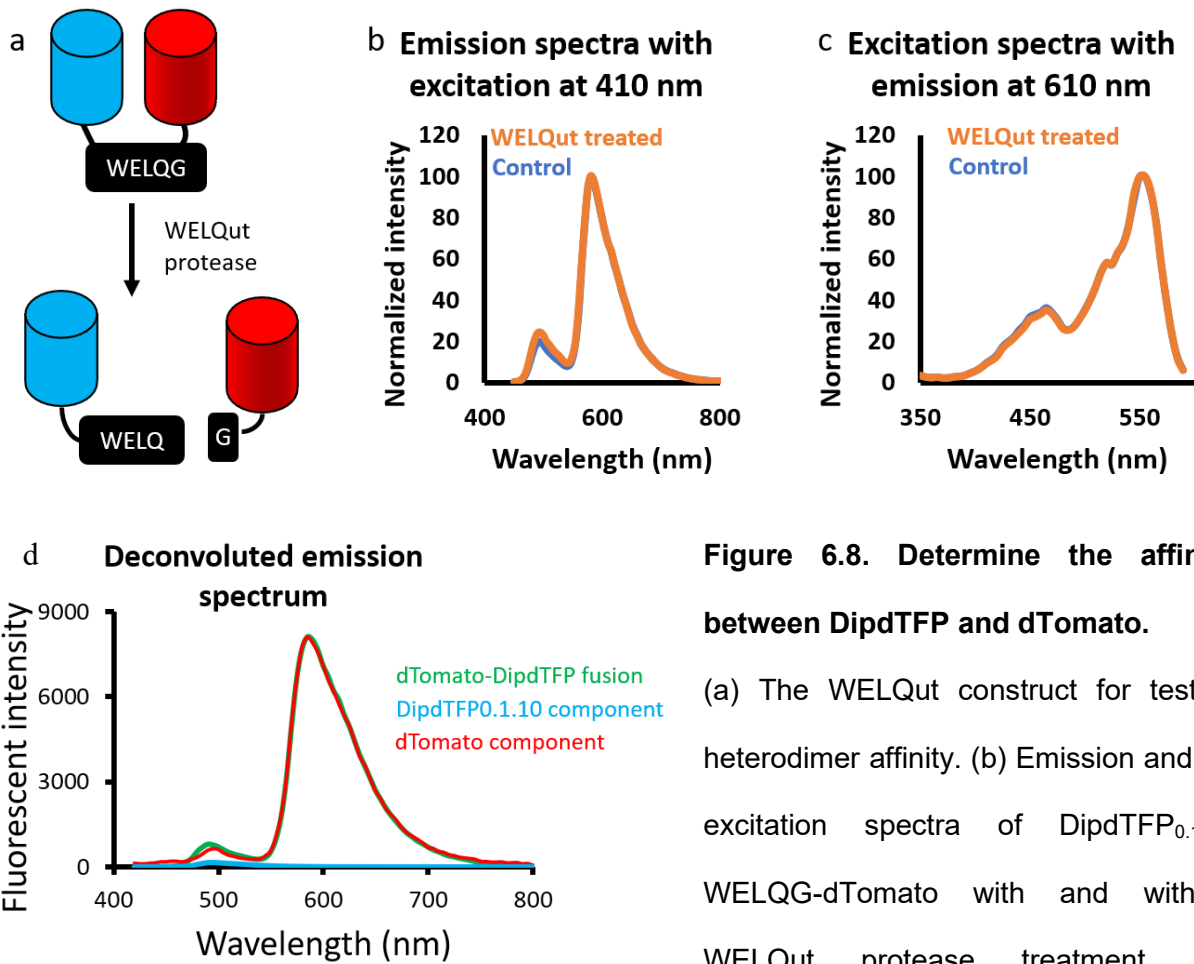 a
WELQG
WELQut
protease
WELQ
G
b
Emission spectra with
excitation at 410 nm
WELQut treated
Control
Normalized intensity
120
100
80
60
40
20
0
400
600
800
Wavelength (nm)
c
Excitation spectra with
emission at 610 nm
WELQut treated
Control
Normalized intensity
120
100
80
60
40
20
0
350
450
550
Wavelength (nm)
d
Deconvoluted emission
spectrum
Fluorescent intensity
9000
6000
3000
0
dTomato-DipdTFP fusion
DipdTFP0.1.10 component
dTomato component
400
500
600
700
800
Wavelength (nm)
Figure 6.8. Determine the
between DipdTFP and dTomato.
(a) The WELQut construct for
heterodimer affinity. (b) Emission and
excitation spectra of
WELQG-dTomato with and
WELQut protease treatment